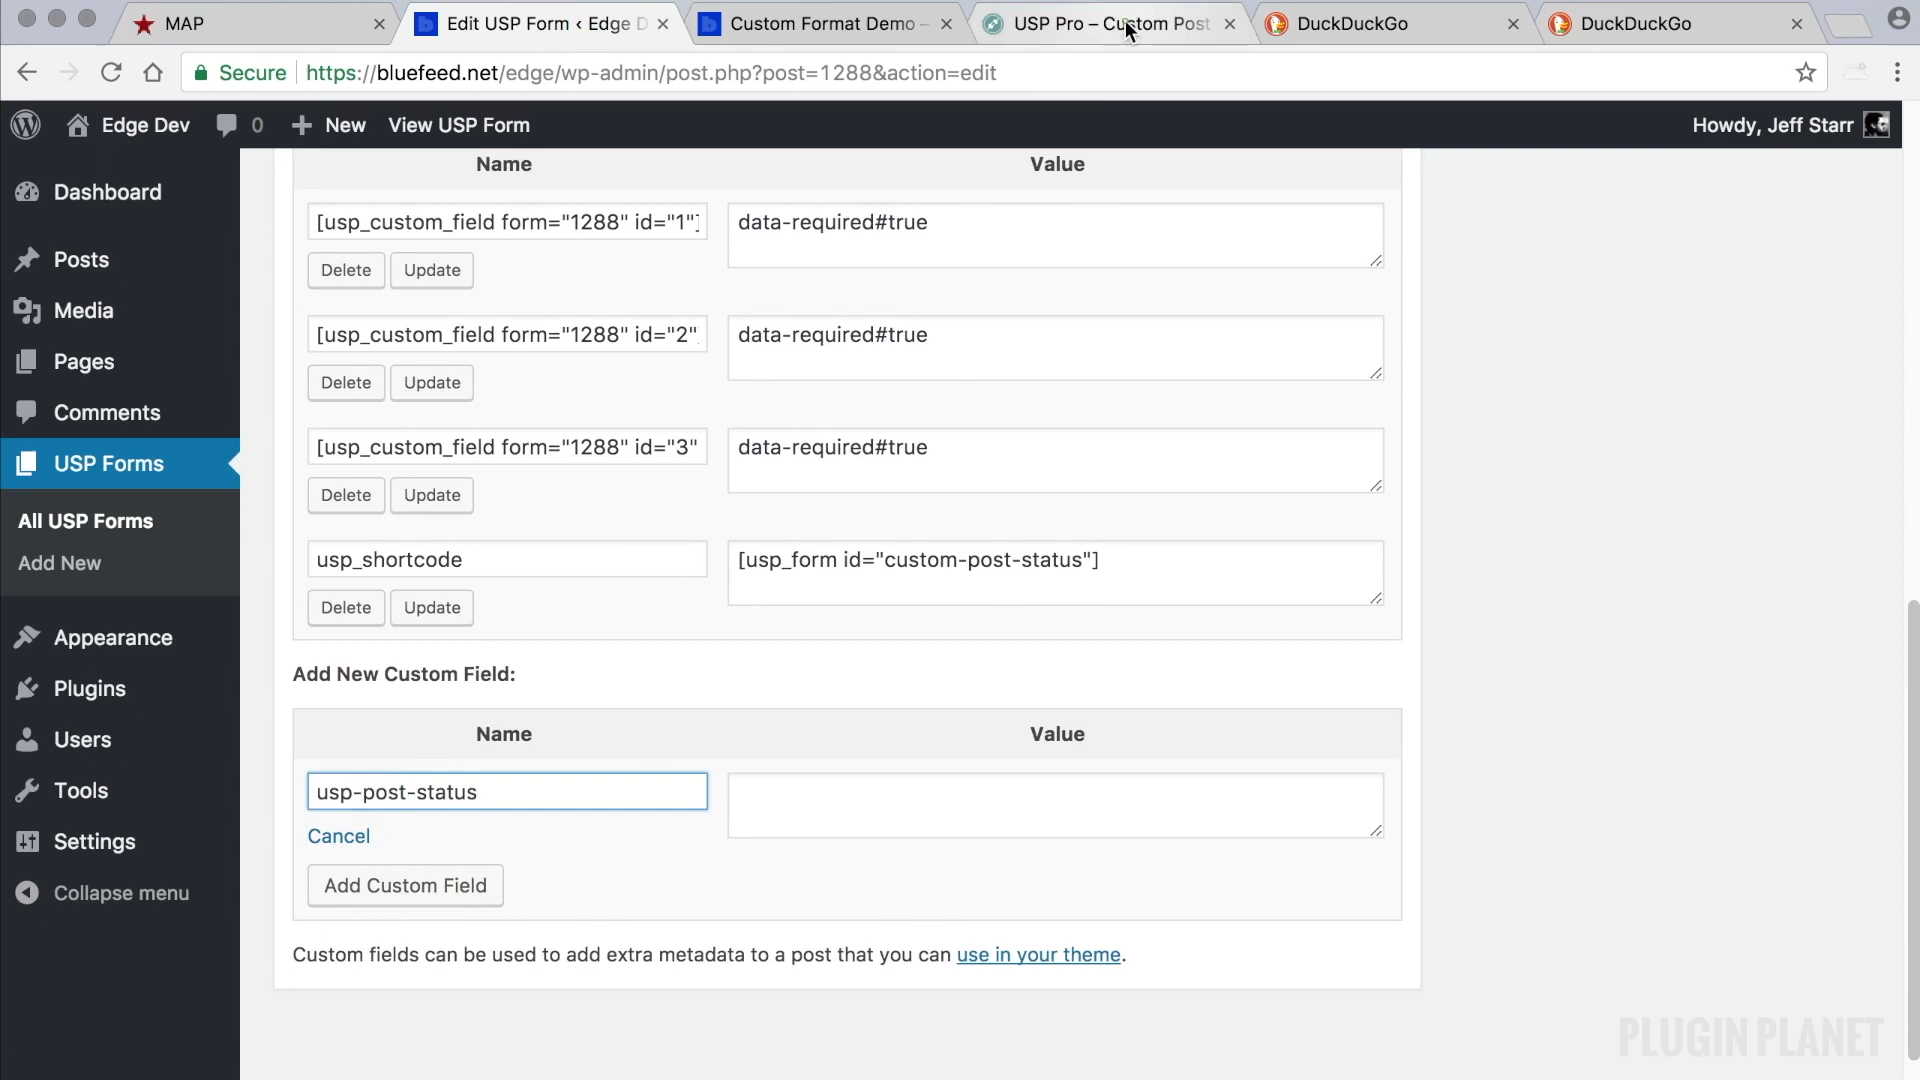 MAP
Edit USP Form ‹ Edge D
Custom Format Demo –
USP Pro – Custom Post
DuckDuckGo
DuckDuckGo
Secure
https://bluefeed.net/edge/wp-admin/post.php?post=1288&action=edit
Edge Dev
0
New
View USP Form
Howdy, Jeff Starr
Dashboard
Posts
Media
Pages
Comments
USP Forms
All USP Forms
Add New
Appearance
Plugins
Users
Tools
Settings
Collapse menu
Name
Value
[usp_custom_field form="1288" id="1"]
data-required#true
Delete
Update
[usp_custom_field form="1288" id="2"
data-required#true
Delete
Update
[usp_custom_field form="1288" id="3"
data-required#true
Delete
Update
usp_shortcode
[usp_form id="custom-post-status"]
Delete
Update
Add New Custom Field:
Name
Value
usp-post-status
Cancel
Add Custom Field
Custom fields can be used to add extra metadata to a post that you can use in your theme.
PLUGIN PLANET